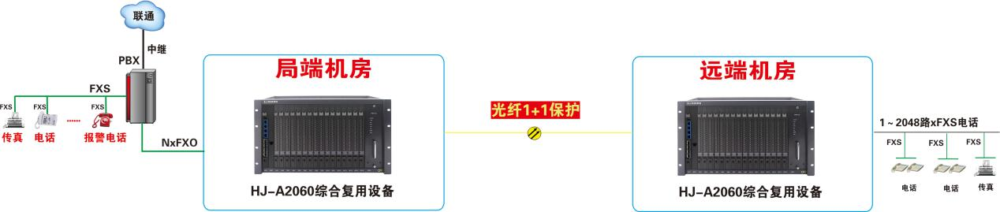 联通
中继
PBX
FXS
FXS
FXS
FXS
传真
电话
......
报警电话
NxFXO
局端机房
HJ-A2060综合复用设备
光纤1+1保护
远端机房
HJ-A2060综合复用设备
1~2048路xFXS电话
FXS
FXS
FXS
电话
电话
传真